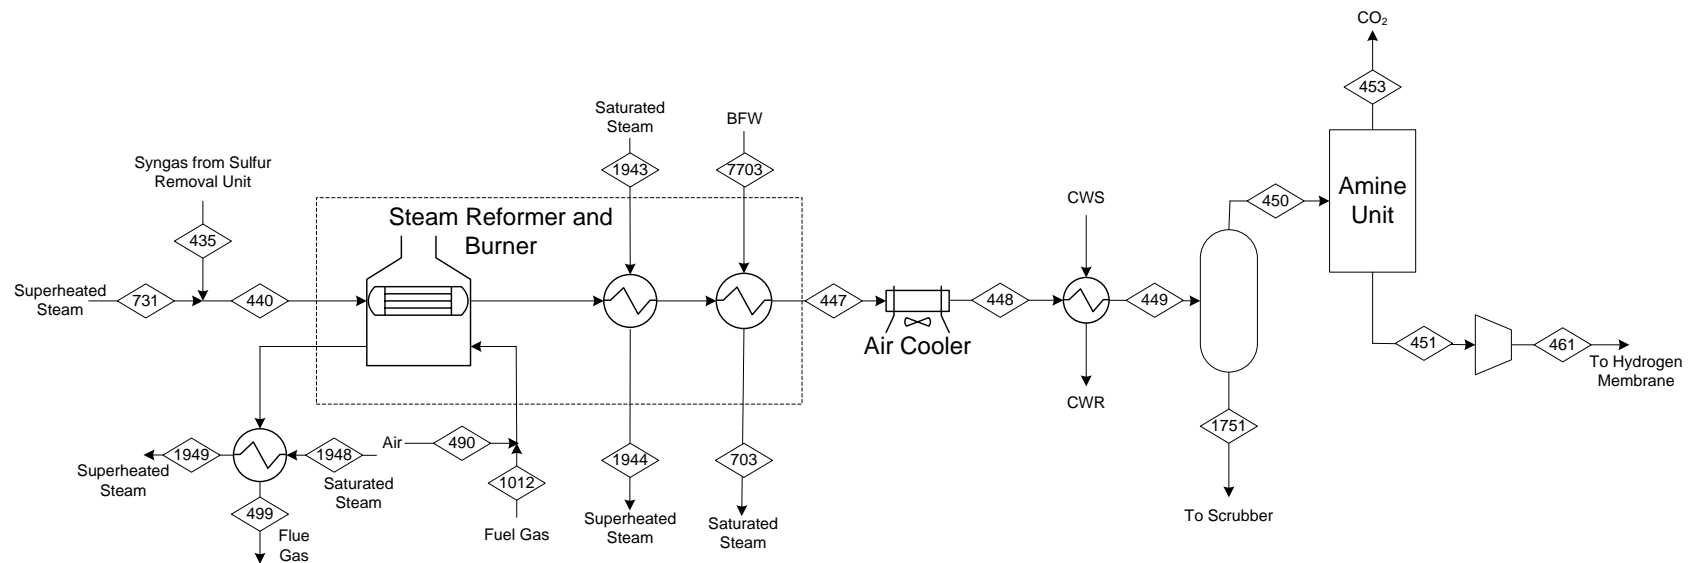 CO₂
453
Saturated
Steam
BFW
1943
7703
Syngas from Sulfur
Removal Unit
435
Steam Reformer and
Burner
CWS
450
Amine
Unit
Superheated
Steam
731
440
447
448
449
Air Cooler
CWR
451
461
To Hydrogen
Membrane
1751
Air
490
1949
1948
Superheated
Steam
Saturated
Steam
1944
703
1012
499
Flue
Gas
Fuel Gas
Superheated
Steam
Saturated
Steam
To Scrubber